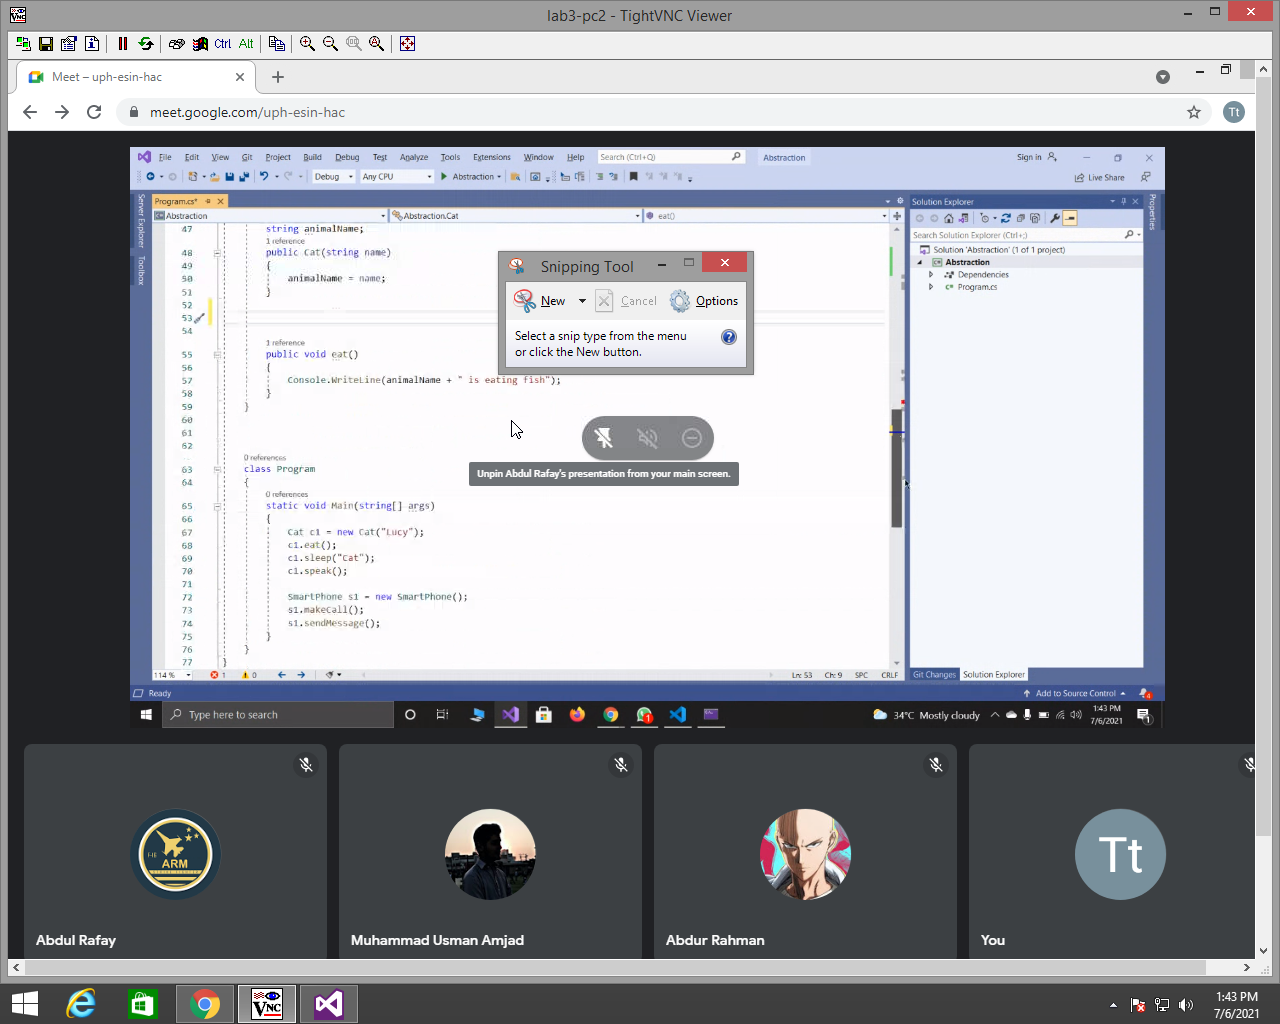 lab3-pc2 - TightVNC Viewer
Ctrl Alt
Meet – uph-esin-hac
meet.google.com/uph-esin-hac
Tt
File Edit View Git Project Build Debug Test Analyze Tools Extensions Window Help Search (Ctrl+Q) Abstraction Sign in
Debug Any CPU Abstraction Live Share
Server Explorer Toolbox
Program.cs*
Abstraction Abstraction.Cat eat()
47 string animalName;
1 reference
48 public Cat(string name)
49 {
50 animalName = name;
51 }
52
53
54
1 reference
55 public void eat()
56 {
57 Console.WriteLine(animalName + " is eating fish");
58 }
59 }
60
61
62
0 references
63 class Program
64 {
0 references
65 static void Main(string[] args)
66 {
67 Cat c1 = new Cat("Lucy");
68 c1.eat();
69 c1.sleep("Cat");
70 c1.speak();
71
72 SmartPhone s1 = new SmartPhone();
73 s1.makeCall();
74 s1.sendMessage();
75 }
76 }
77 }
114 % 1 0 Ln: 53 Ch: 9 SPC CRLF
Solution Explorer
Search Solution Explorer (Ctrl+;)
Solution 'Abstraction' (1 of 1 project)
Abstraction
Dependencies
Program.cs
Properties
Git Changes Solution Explorer
Snipping Tool
New Cancel Options
Select a snip type from the menu
or click the New button.
Unpin Abdul Rafay's presentation from your main screen.
Ready Add to Source Control 4
Type here to search 1 34°C Mostly cloudy 1:43 PM
7/6/2021 1
THE
ARM
Tt
Abdul Rafay
Muhammad Usman Amjad
Abdur Rahman
You
VNC
1:43 PM
7/6/2021